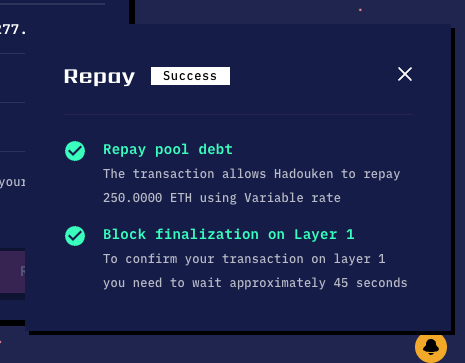 277.
Repay Success
Repay pool debt
The transaction allows Hadouken to repay
250.0000 ETH using Variable rate
your
Block finalization on Layer 1
To confirm your transaction on layer 1
you need to wait approximately 45 seconds